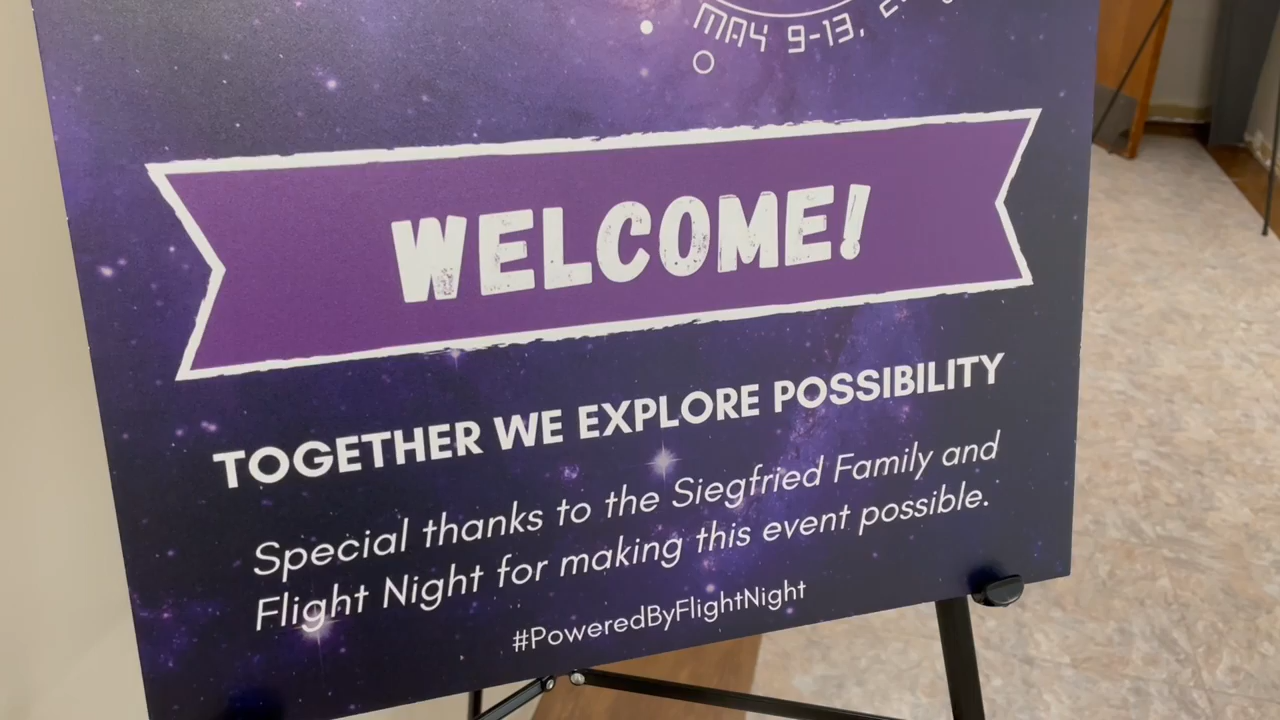 MAY 9-13,
WELCOME!
TOGETHER WE EXPLORE POSSIBILITY
Special thanks to the Siegfried Family and
Flight Night for making this event possible.
#PoweredByFlightNight